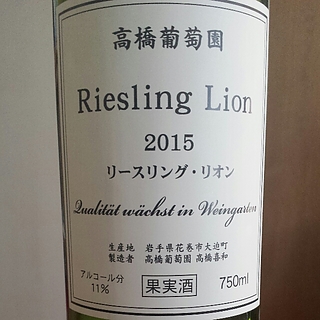 高橋葡萄園
Riesling Lion
2015
リースリング・リオン
Qualität wächst in Weingarten
生産地 岩手県花巻市大迫町
製造者 高橋葡萄園 高橋喜和
アルコール分
11%
果実酒
750ml